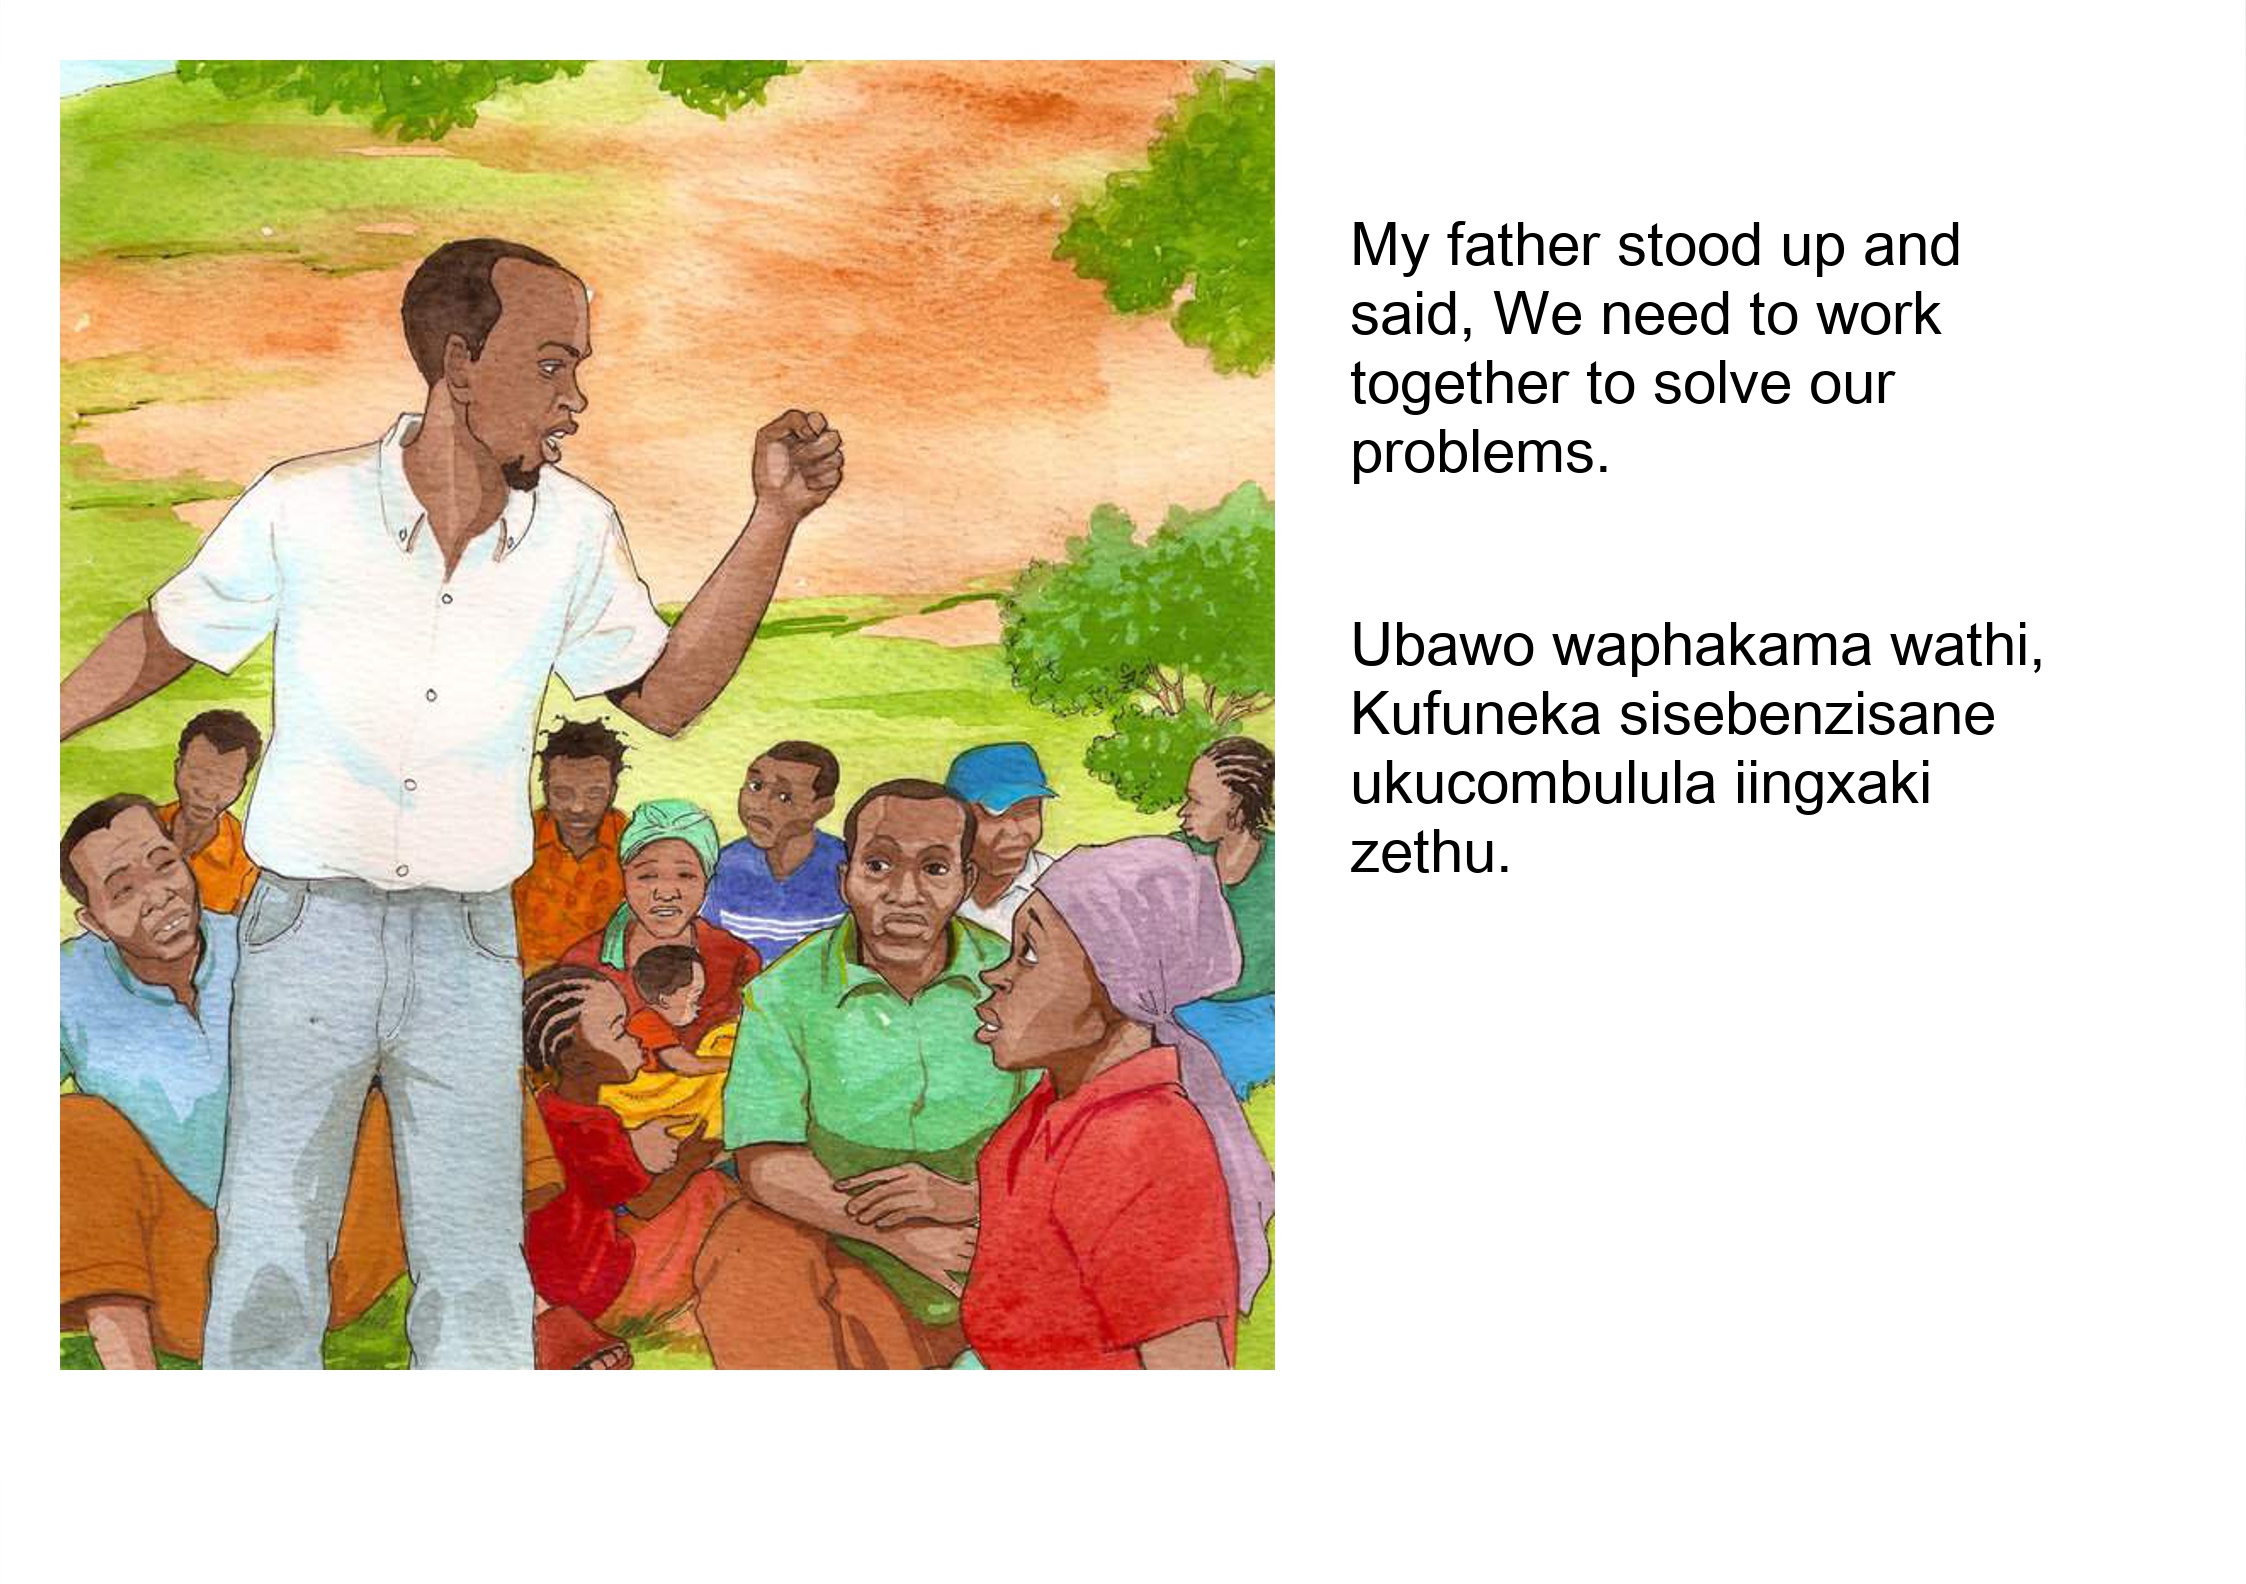 My father stood up and
said, We need to work
together to solve our
problems.
Ubawo waphakama wathi,
Kufuneka sisebenzisane
ukucombulula iingxaki
zethu.